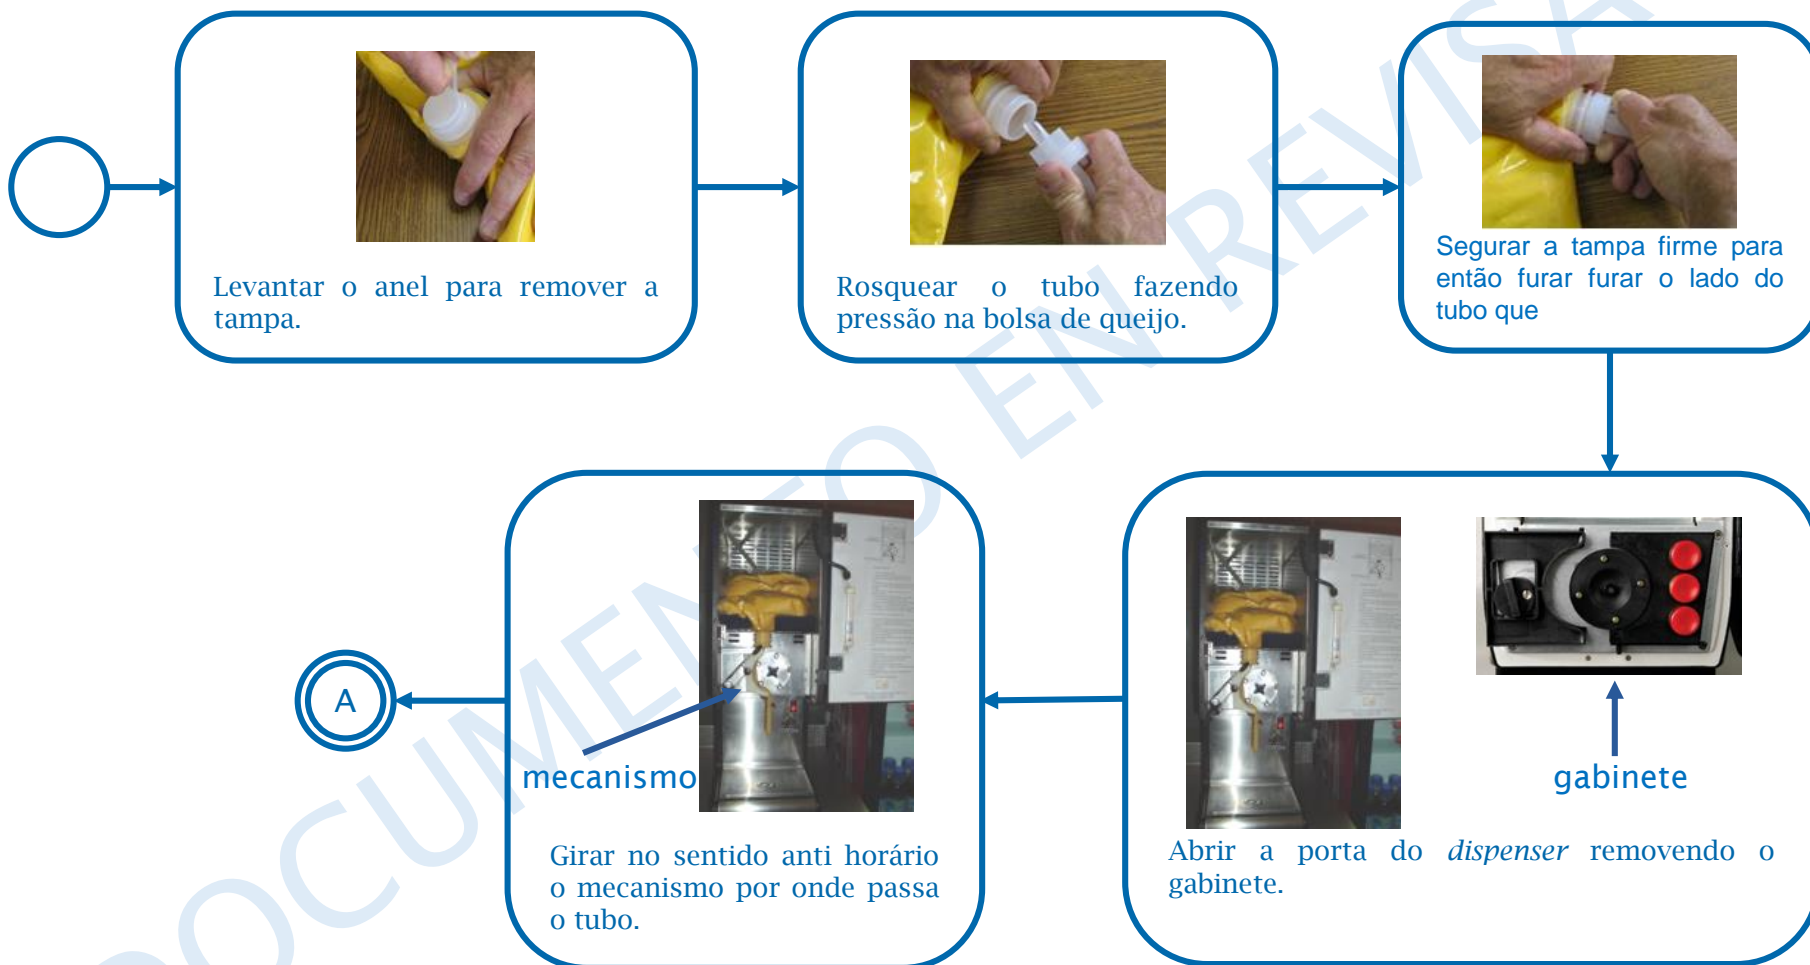 Levantar o anel para remover a
tampa.
Rosquear o tubo fazendo
pressão na bolsa de queijo.
Segurar a tampa firme para
então furar furar o lado do
tubo que
Abrir a porta do dispenser removendo o
gabinete.
gabinete
Girar no sentido anti horário
o mecanismo por onde passa
o tubo.
mecanismo
A
DOCUMENTO EN REVISA